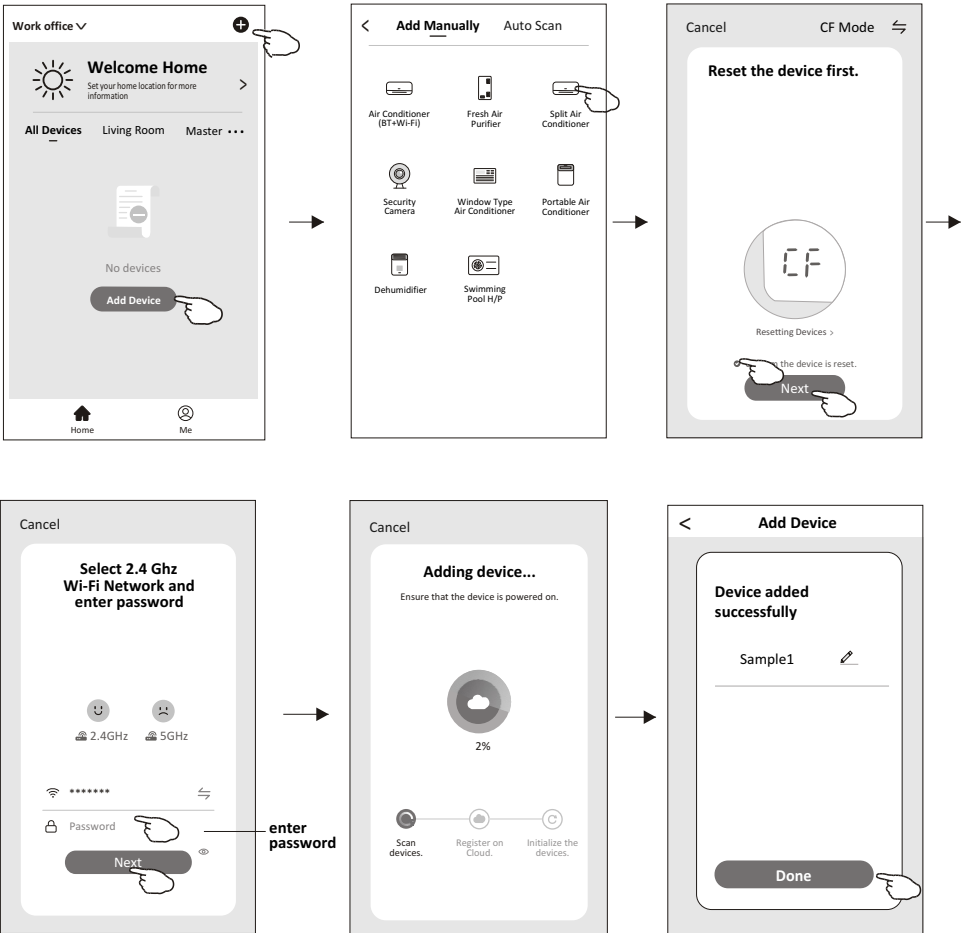 Work office
Welcome Home
Set your home location for more
information
All Devices Living Room Master
No devices
Add Device
Home Me
Add Manually Auto Scan
Air Conditioner
(BT+Wi-Fi)
Fresh Air
Purifier
Split Air
Conditioner
Security
Camera
Window Type
Air Conditioner
Portable Air
Conditioner
Dehumidifier
Swimming
Pool H/P
Cancel CF Mode
Reset the device first.
CF
Resetting Devices >
the device is reset.
Next
Cancel
Select 2.4 Ghz
Wi-Fi Network and
enter password
2.4GHz 5GHz
*******
Password
Next
enter
password
Cancel
Adding device...
Ensure that the device is powered on.
2%
Scan
devices.
Register on
Cloud.
Initialize the
devices.
< Add Device
Device added
successfully
Sample1
Done